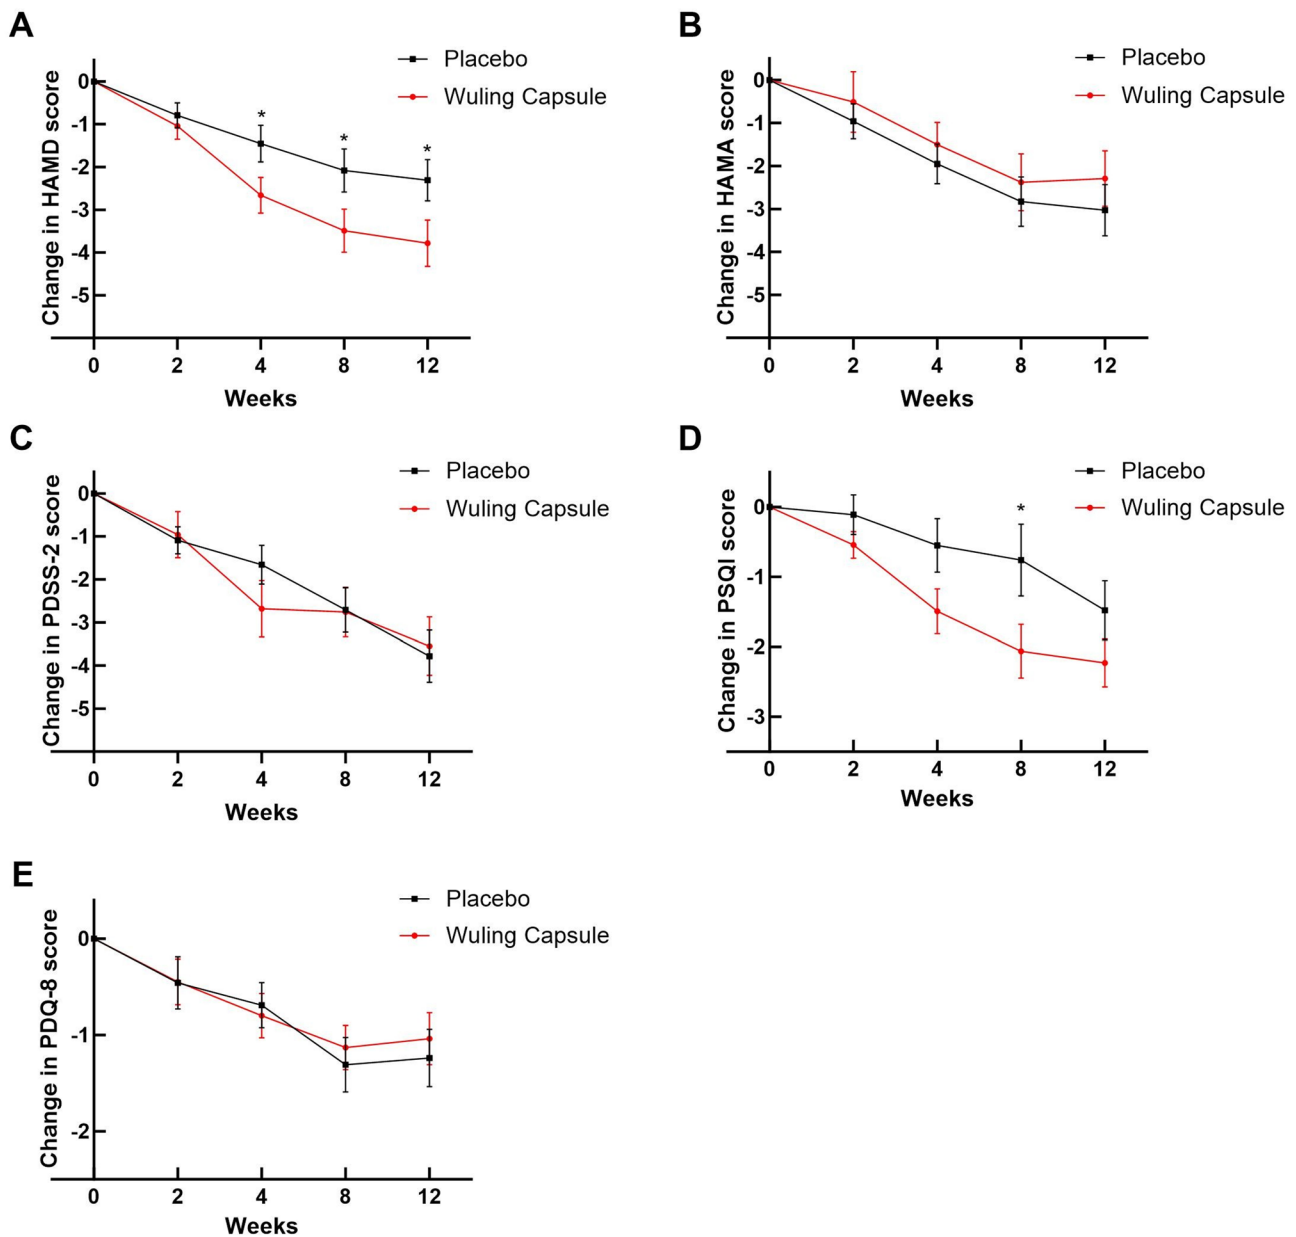 A
Placebo
Wuling Capsule
Change in HAMD score
0
-1
-2
-3
-4
-5
*
*
*
0 2 4 8 12
Weeks
B
Placebo
Wuling Capsule
Change in HAMA score
0
-1
-2
-3
-4
-5
0 2 4 8 12
Weeks
C
Placebo
Wuling Capsule
Change in PDSS-2 score
0
-1
-2
-3
-4
-5
0 2 4 8 12
Weeks
D
Placebo
Wuling Capsule
Change in PSQI score
0
-1
-2
-3
*
0 2 4 8 12
Weeks
E
Placebo
Wuling Capsule
Change in PDQ-8 score
0
-1
-2
0 2 4 8 12
Weeks